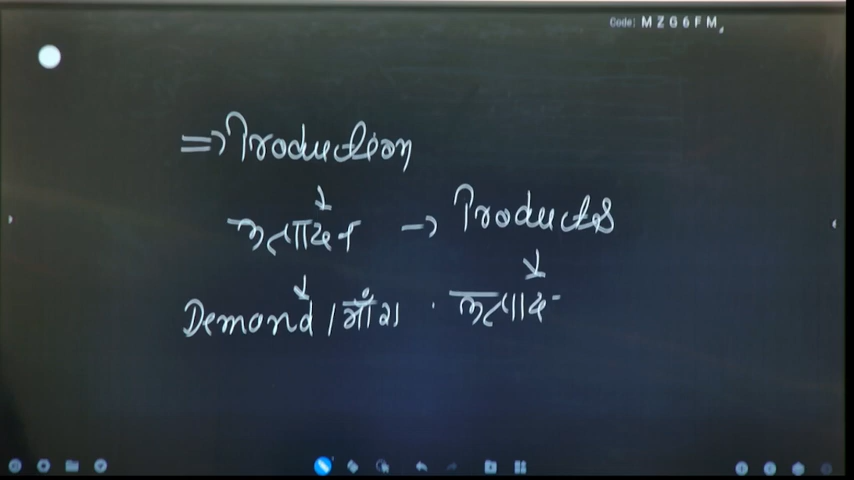 Code: MZG6FM
⇒ Production
↓
उत्पादन → Products
↓ ↓
Demand / माँग . उत्पाद